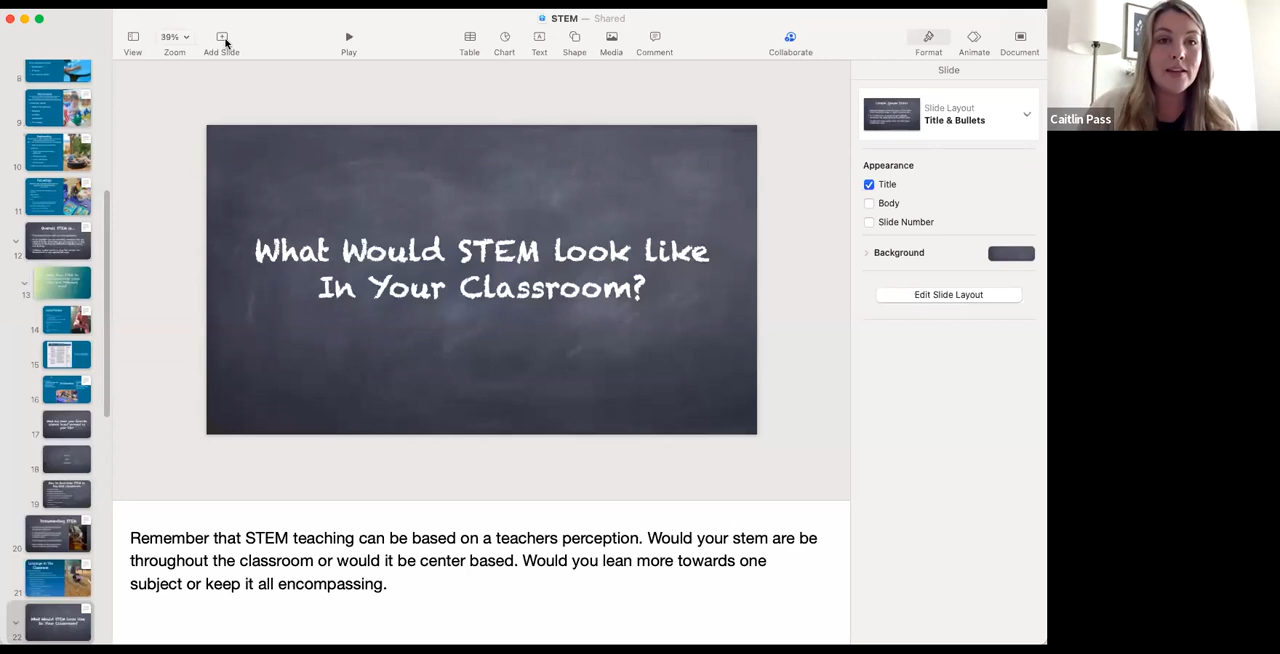 STEM — Shared
39%
View
Zoom
Add Slide
Play
Table
Chart
Text
Shape
Media
Comment
Collaborate
Format
Animate
Document
Slide
Slide Layout
Title & Bullets
Appearance
Title
Body
Slide Number
Background
Edit Slide Layout
Caitlin Pass
8
9
10
11
12
13
14
15
16
17
18
19
20
21
22
What Would STEM look like
In Your Classroom?
Remember that STEM teaching can be based on a teachers perception. Would your stem are be
throughout the classroom or would it be center based. Would you lean more towards one
subject or keep it all encompassing.